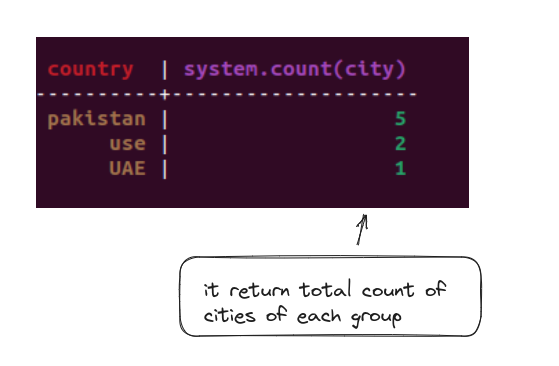 country | system.count(city)
----------+--------------------
pakistan | 5
use | 2
UAE | 1
it return total count of
cities of each group